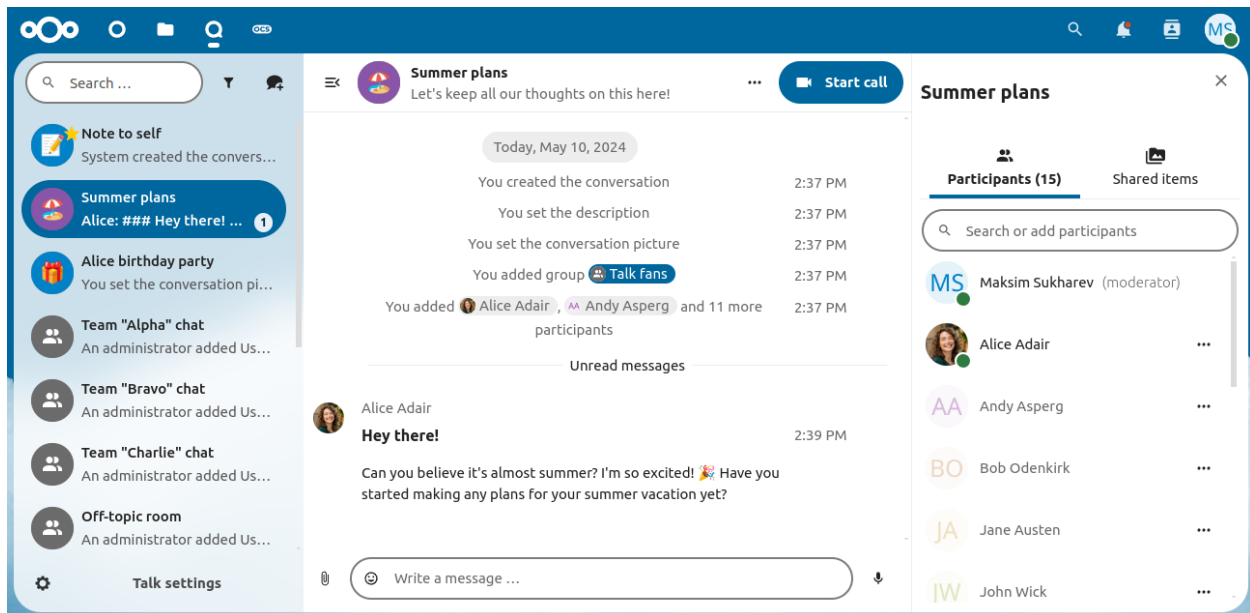 OCS
MS
Search ...
Note to self
System created the convers...
Summer plans
Alice: ### Hey there! ...
1
Alice birthday party
You set the conversation pi...
Team "Alpha" chat
An administrator added Us...
Team "Bravo" chat
An administrator added Us...
Team "Charlie" chat
An administrator added Us...
Off-topic room
An administrator added Us...
Talk settings
Summer plans
Let's keep all our thoughts on this here!
Start call
Today, May 10, 2024
You created the conversation 2:37 PM
You set the description 2:37 PM
You set the conversation picture 2:37 PM
You added group Talk fans 2:37 PM
You added Alice Adair , AA Andy Asperg and 11 more 2:37 PM
participants
Unread messages
Alice Adair
Hey there! 2:39 PM
Can you believe it's almost summer? I'm so excited! 🎉 Have you
started making any plans for your summer vacation yet?
Write a message ...
Summer plans
Participants (15)
Shared items
Search or add participants
MS Maksim Sukharev (moderator)
Alice Adair
AA Andy Asperg
BO Bob Odenkirk
JA Jane Austen
JW John Wick